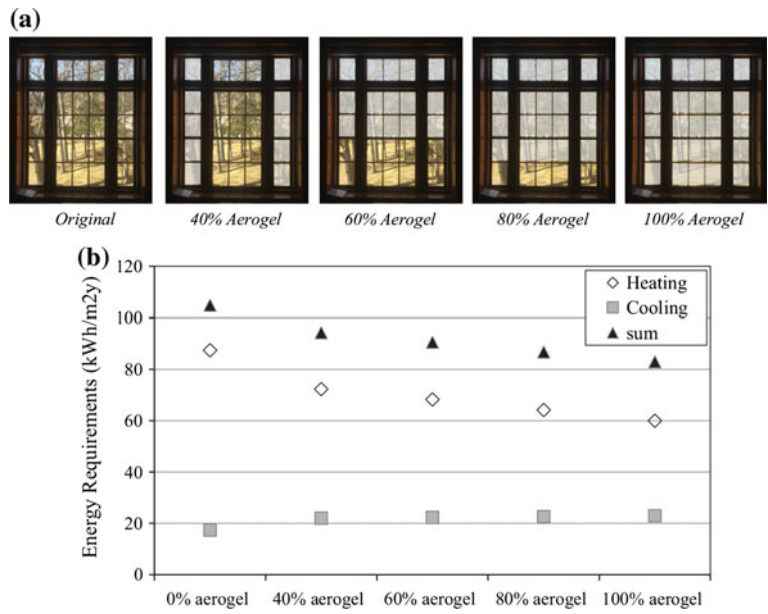 (a)
Original
40% Aerogel
60% Aerogel
80% Aerogel
100% Aerogel
(b)
120
100
80
60
40
20
0
Energy Requirements (kWh/m2y)
Heating
Cooling
sum
0% aerogel
40% aerogel
60% aerogel
80% aerogel
100% aerogel